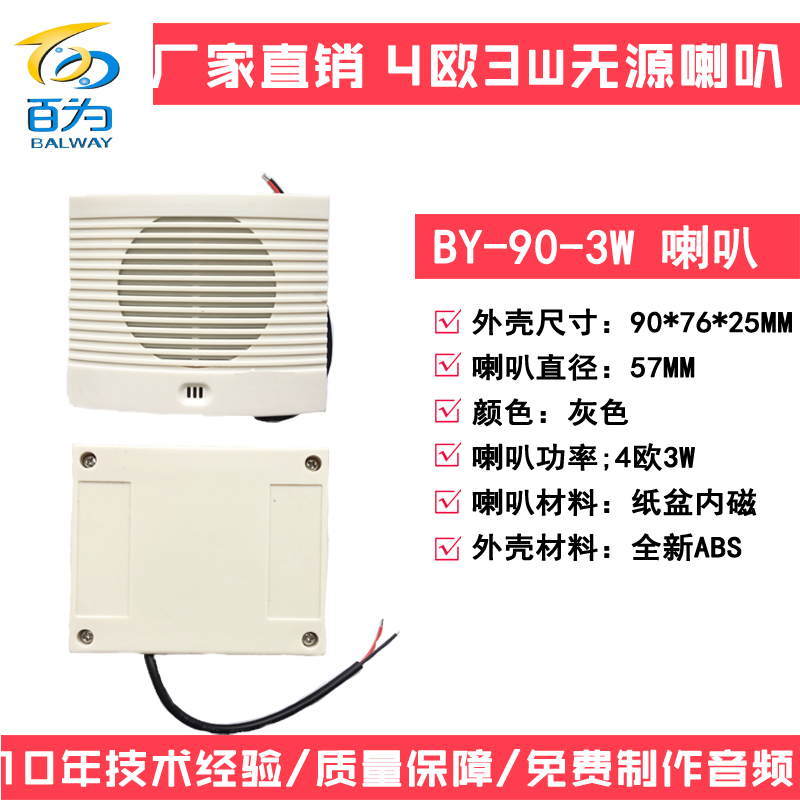 厂家直销 4欧3W无源喇叭
百为
BALWAY
BY-90-3W 喇叭
外壳尺寸：90*76*25MM
喇叭直径：57MM
颜色：灰色
喇叭功率;4欧3W
喇叭材料：纸盆内磁
外壳材料：全新ABS
10年技术经验/质量保障/免费制作音频